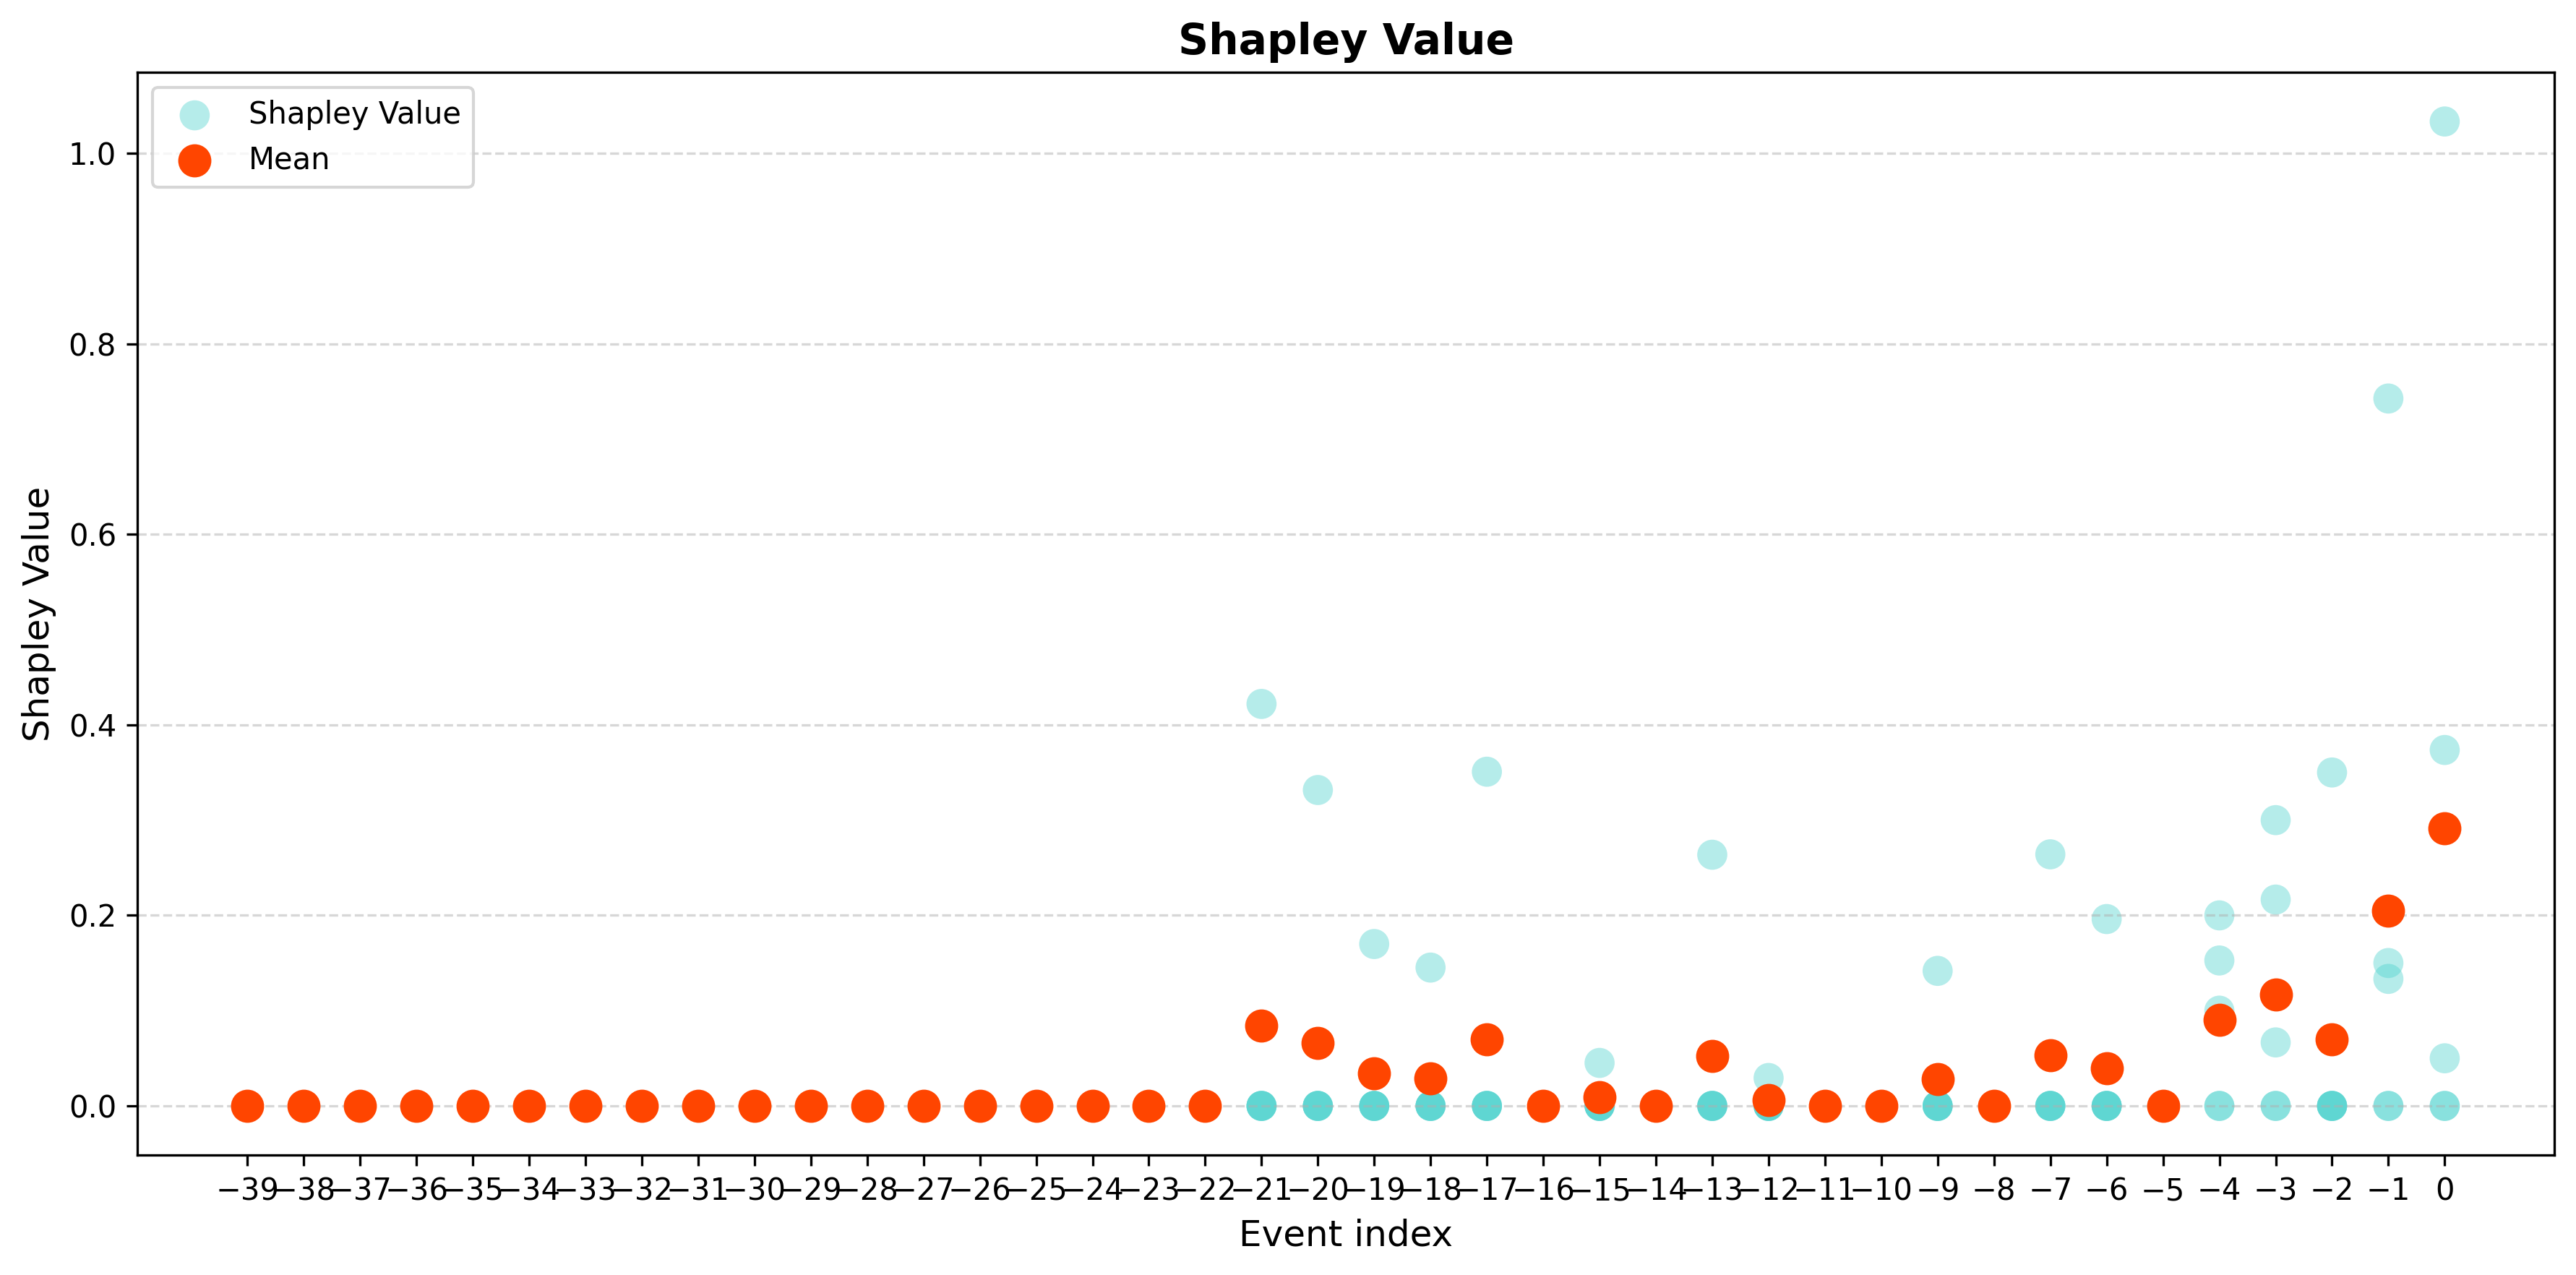 Shapley Value
Shapley Value
Mean
1.0
0.8
0.6
0.4
0.2
0.0
Shapley Value
−39 −38 −37 −36 −35 −34 −33 −32 −31 −30 −29 −28 −27 −26 −25 −24 −23 −22 −21 −20 −19 −18 −17 −16 −15 −14 −13 −12 −11 −10 −9 −8 −7 −6 −5 −4 −3 −2 −1 0
Event index